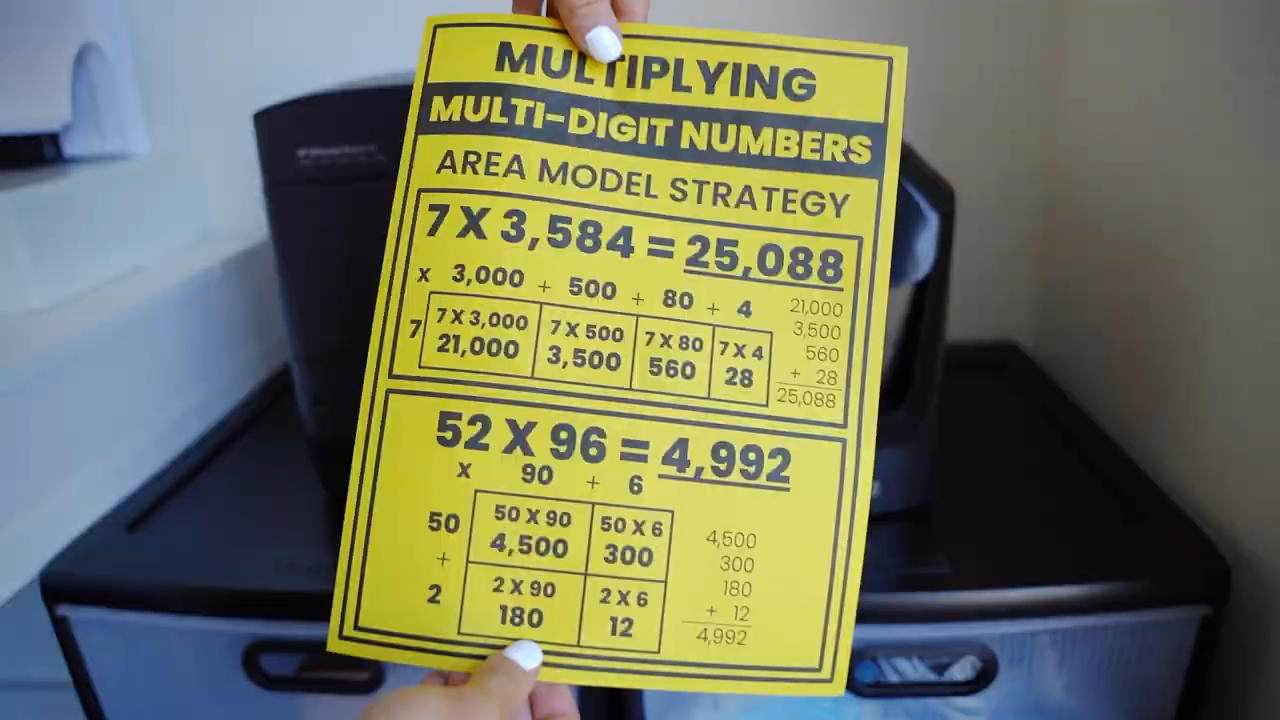 MULTIPLYING
MULTI-DIGIT NUMBERS
AREA MODEL STRATEGY
7 X 3,584 = 25,088
x 3,000 + 500 + 80 + 4
21,000
3,500
560
+ 28
25,088
7
7 X 3,000
21,000
7 X 500
3,500
7 X 80
560
7 X 4
28
52 X 96 = 4,992
x 90 + 6
50
+
2
50 X 90
4,500
50 X 6
300
2 X 90
180
2 X 6
12
4,500
300
180
+ 12
4,992